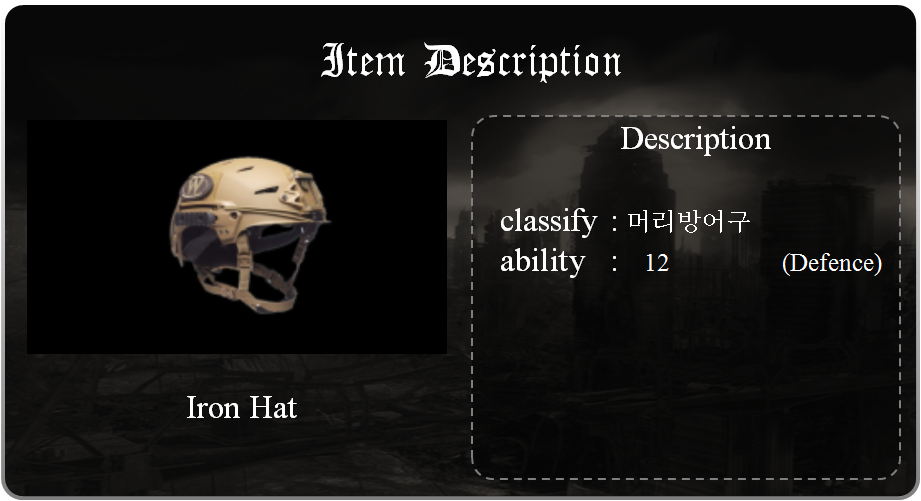 Item Description
Description
classify : 머리방어구
ability : 12 (Defence)
Iron Hat